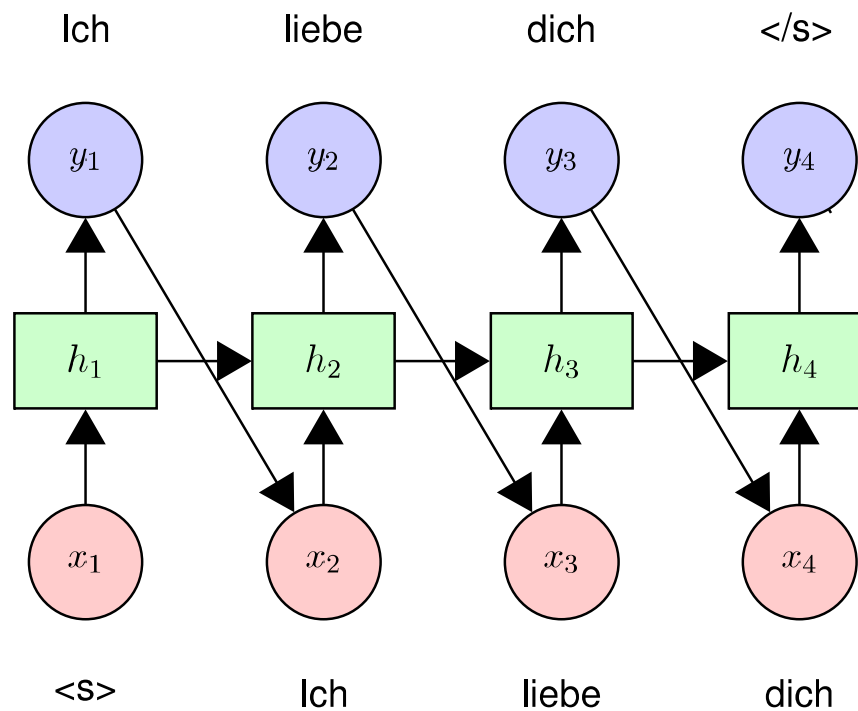 Ich liebe dich </s>
y₁ y₂ y₃ y₄
h₁ h₂ h₃ h₄
x₁ x₂ x₃ x₄
<s> Ich liebe dich